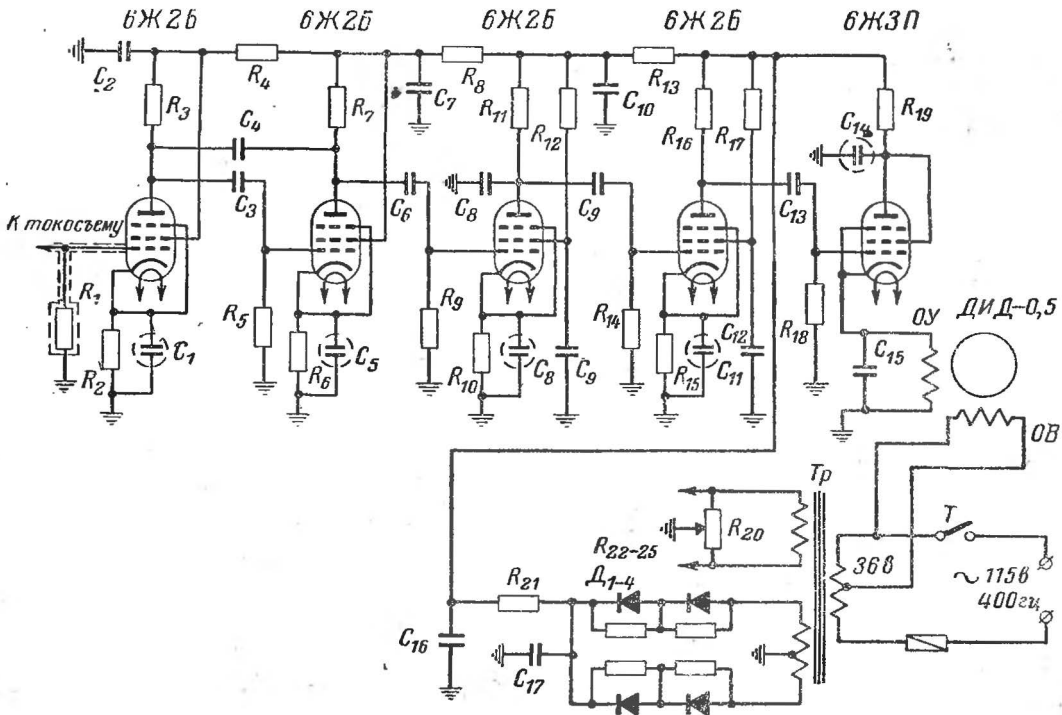 6Ж2Б 6Ж2Б 6Ж2Б 6Ж2Б 6Ж3П
C2 R4 C7 R8 C10 R13
R3 R7 R11 R12 R16 R17 C14 R19
C4
C3 C6 C8 C9 C13
К токосъему
R1 R2 C1 R5 R6 C5 R9 R10 C8 C9 R14 R15 C11 C12 R18
ОУ ДИД-0,5
C15
ОВ
Тр
R20
Т
36в
~115в
400гц
R22-25
R21 Д1-4
C16
C17